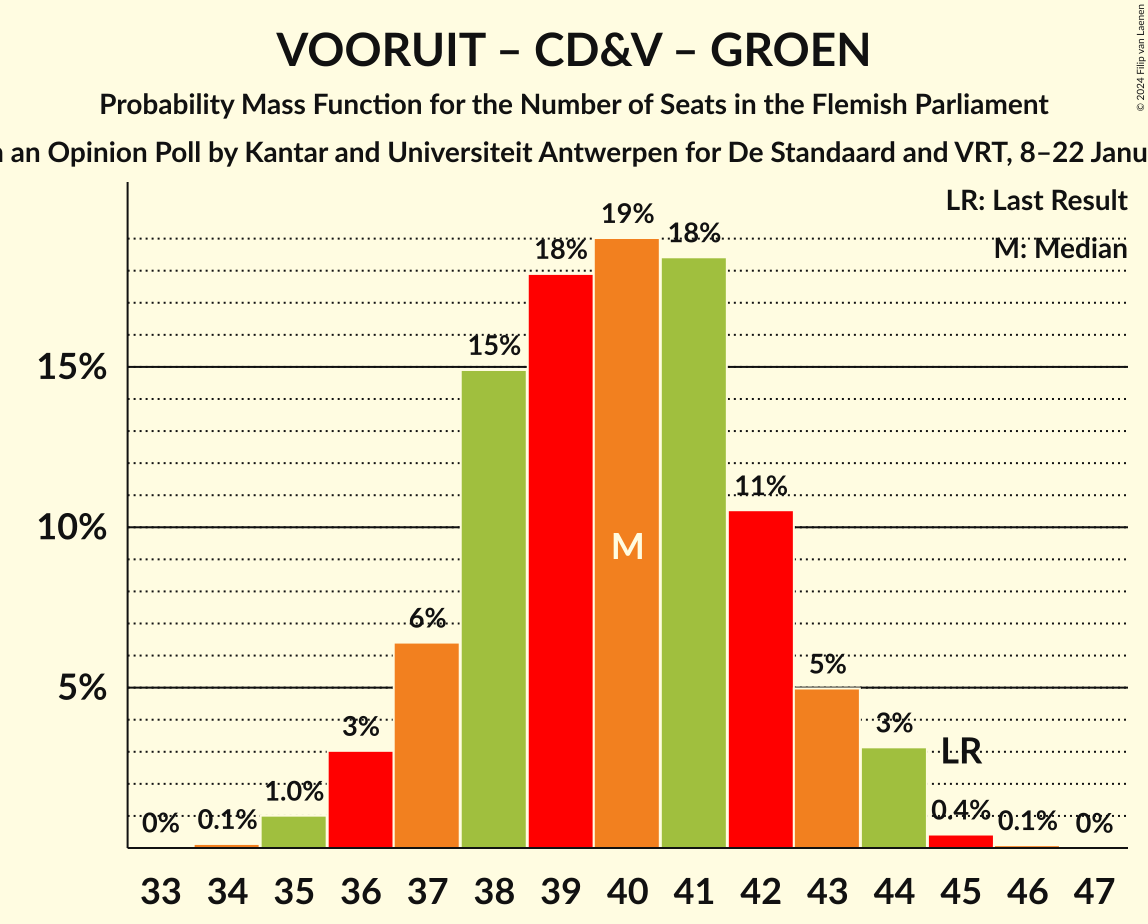 VOORUIT – CD&V – GROEN
Probability Mass Function for the Number of Seats in the Flemish Parliament
an Opinion Poll by Kantar and Universiteit Antwerpen for De Standaard and VRT, 8–22
© 2024 Filip van Laenen
LR: Last Result
M: Median
19%
18%
18%
15%
15%
11%
10%
M
6%
5%
5%
3%
3%
LR
1.0%
0.4%
0%
0.1%
0.1%
0%
33 34 35 36 37 38 39 40 41 42 43 44 45 46 47